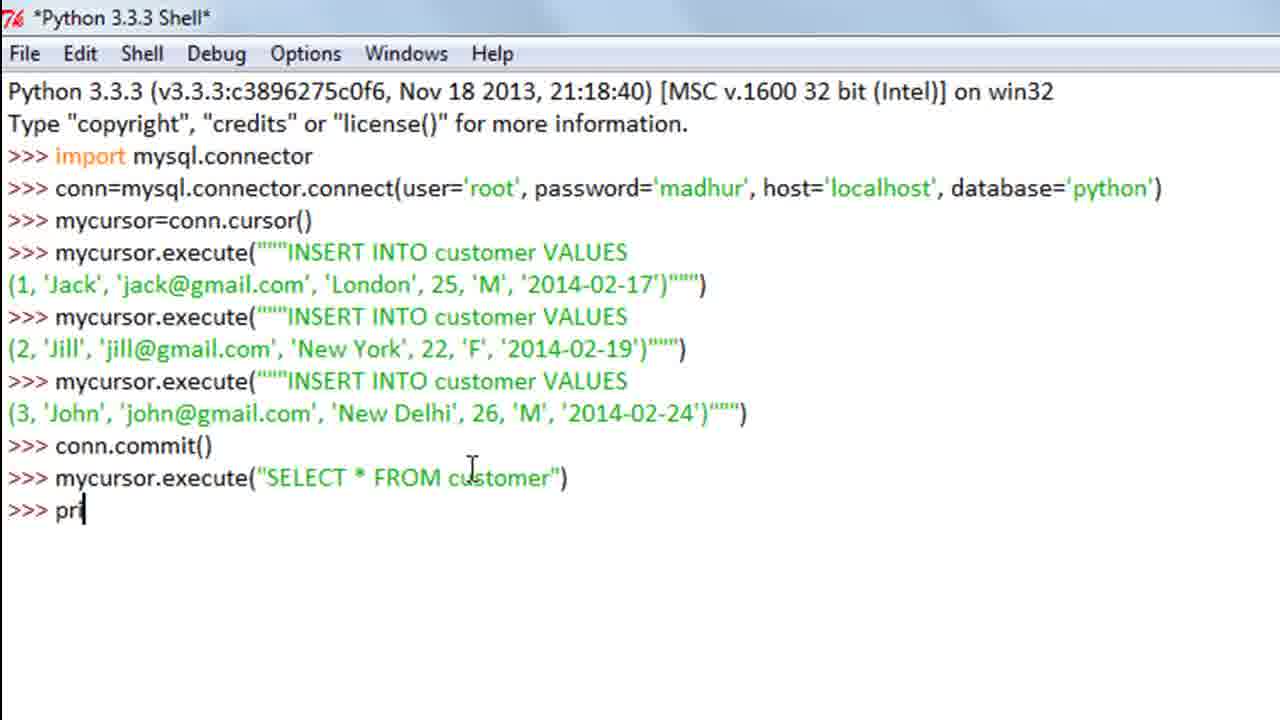 *Python 3.3.3 Shell*
File Edit Shell Debug Options Windows Help
Python 3.3.3 (v3.3.3:c3896275c0f6, Nov 18 2013, 21:18:40) [MSC v.1600 32 bit (Intel)] on win32
Type "copyright", "credits" or "license()" for more information.
>>> import mysql.connector
>>> conn=mysql.connector.connect(user='root', password='madhur', host='localhost', database='python')
>>> mycursor=conn.cursor()
>>> mycursor.execute("""INSERT INTO customer VALUES
(1, 'Jack', 'jack@gmail.com', 'London', 25, 'M', '2014-02-17')""")
>>> mycursor.execute("""INSERT INTO customer VALUES
(2, 'Jill', 'jill@gmail.com', 'New York', 22, 'F', '2014-02-19')""")
>>> mycursor.execute("""INSERT INTO customer VALUES
(3, 'John', 'john@gmail.com', 'New Delhi', 26, 'M', '2014-02-24')""")
>>> conn.commit()
>>> mycursor.execute("SELECT * FROM customer")
>>> pri